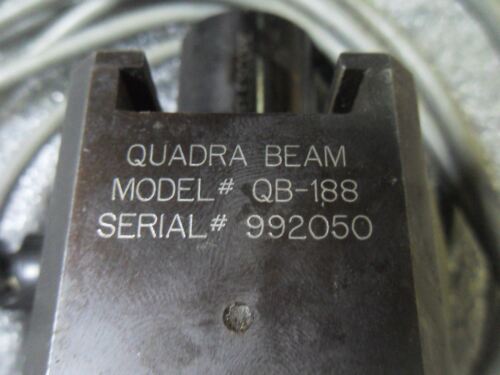 QUADRA BEAM
MODEL# QB-188
SERIAL# 992050